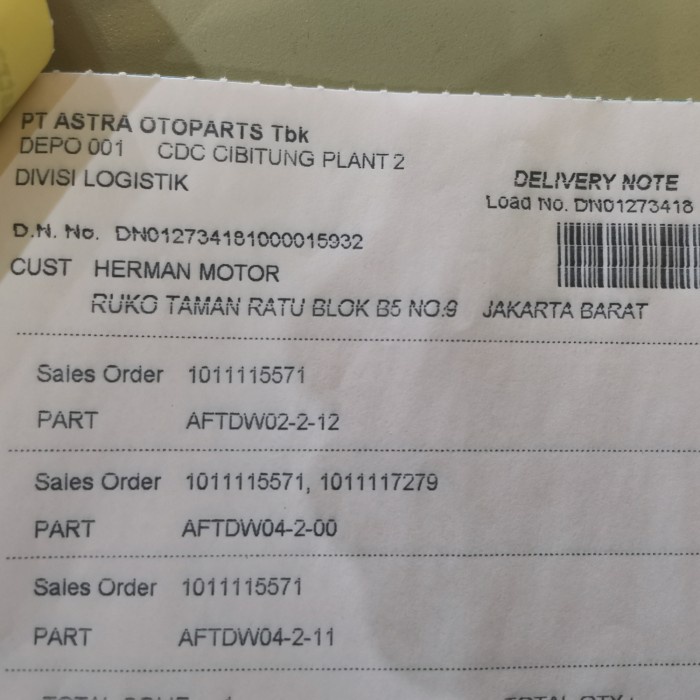 PT ASTRA OTOPARTS Tbk
DEPO 001 CDC CIBITUNG PLANT 2
DIVISI LOGISTIK
DELIVERY NOTE
Load No. DN01273418
D.N. No. DN012734181000015932
CUST HERMAN MOTOR
RUKO TAMAN RATU BLOK B5 NO.9 JAKARTA BARAT
Sales Order 1011115571
PART AFTDW02-2-12
Sales Order 1011115571, 1011117279
PART AFTDW04-2-00
Sales Order 1011115571
PART AFTDW04-2-11